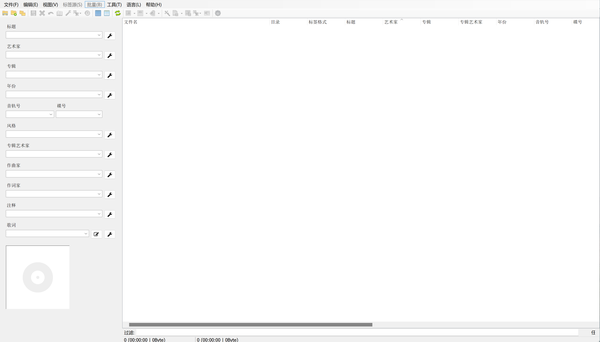 文件(F) 编辑(E) 视图(V) 标题源(S) 批量(B) 工具(T) 语言(L) 帮助(H)
标题
艺术家
专辑
年份
音轨号 碟号
风格
专辑艺术家
作曲家
作词家
注释
歌词
文件名 目录 标签格式 标题 艺术家 专辑 专辑艺术家 年份 音轨号 碟号
过滤: 任
0 (00:00:00 | 0Byte) 0 (00:00:00 | 0Byte)